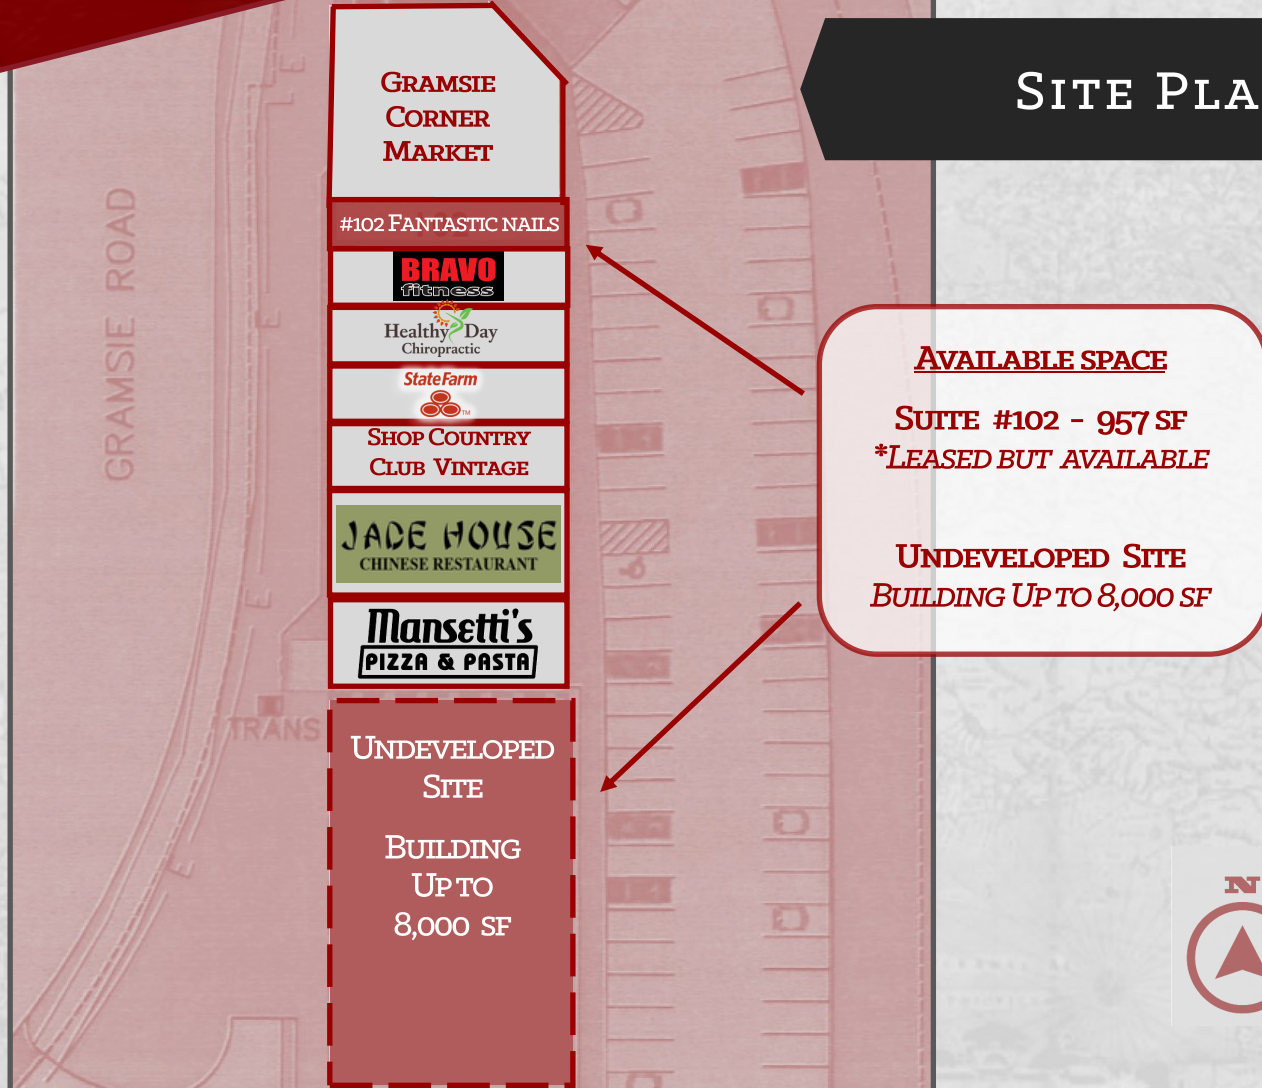 Gramsie
Corner
Market
Site Pla
#102 Fantastic nails
BRAVO
fitness
Healthy Day
Chiropractic
State Farm
TM
Shop Country
Club Vintage
JADE HOUSE
CHINESE RESTAURANT
Mansetti's
PIZZA & PASTA
Undeveloped
Site
Building
Up to
8,000 sf
Available space
Suite #102 - 957 sf
*Leased but available
Undeveloped Site
Building Up to 8,000 sf
GRAMSIE ROAD
TRANS
E
E
E
E
N